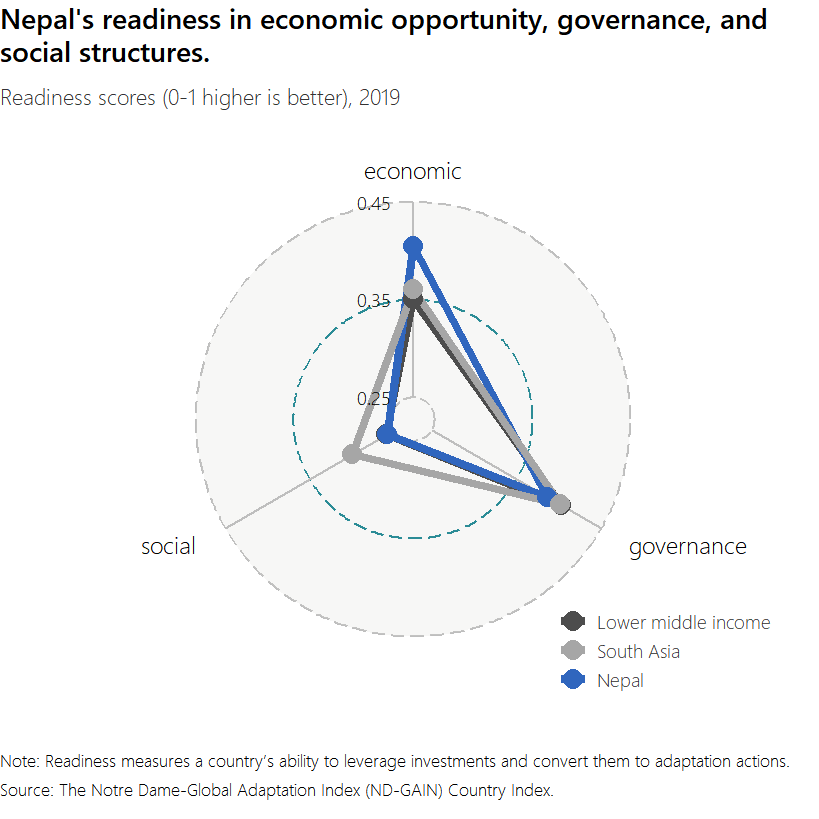 Nepal's readiness in economic opportunity, governance, and
social structures.
Readiness scores (0-1 higher is better), 2019
economic
0.45
0.35
0.25
social
governance
Lower middle income
South Asia
Nepal
Note: Readiness measures a country’s ability to leverage investments and convert them to adaptation actions.
Source: The Notre Dame-Global Adaptation Index (ND-GAIN) Country Index.